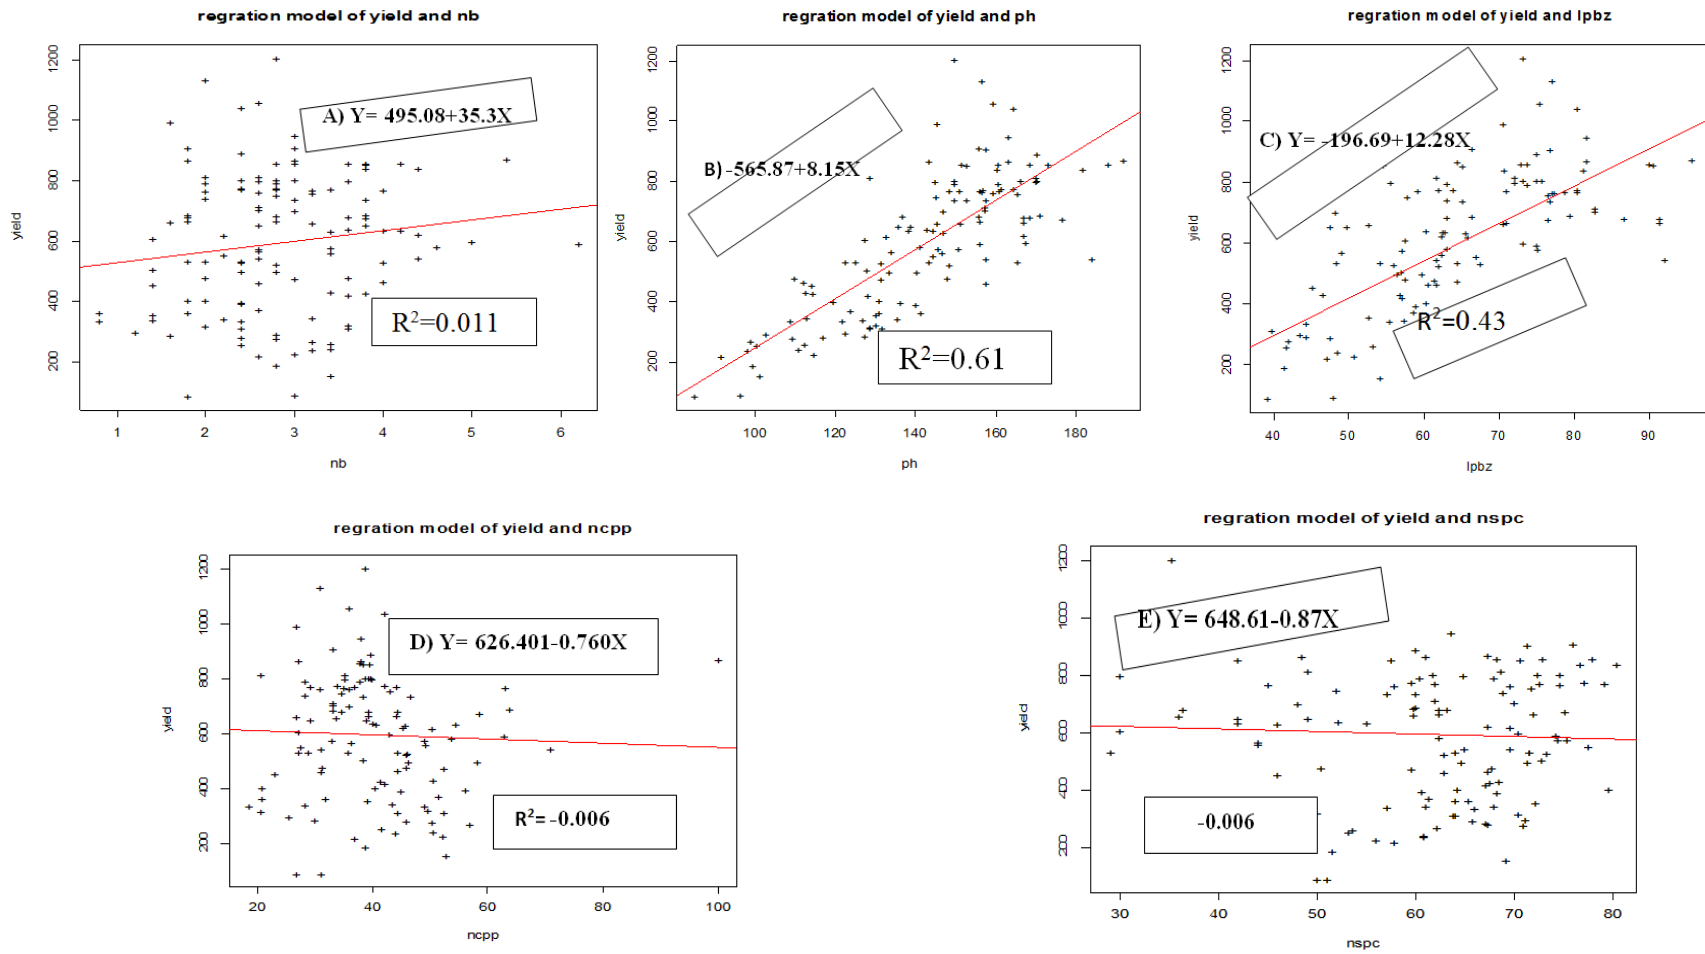 regration model of yield and nb
1200
1000
800
600
400
200
yield
A) Y= 495.08+35.3X
R²=0.011
1 2 3 4 5 6
nb
regration model of yield and ph
1200
1000
800
600
400
200
yield
B)-565.87+8.15X
R²=0.61
100 120 140 160 180
ph
regration model of yield and lpbz
1200
1000
800
600
400
200
yield
C) Y= -196.69+12.28X
R²=0.43
40 50 60 70 80 90
lpbz
regration model of yield and ncpp
1200
1000
800
600
400
200
yield
D) Y= 626.401-0.760X
R²= -0.006
20 40 60 80 100
ncpp
regration model of yield and nspc
1200
1000
800
600
400
200
yield
E) Y= 648.61-0.87X
-0.006
30 40 50 60 70 80
nspc